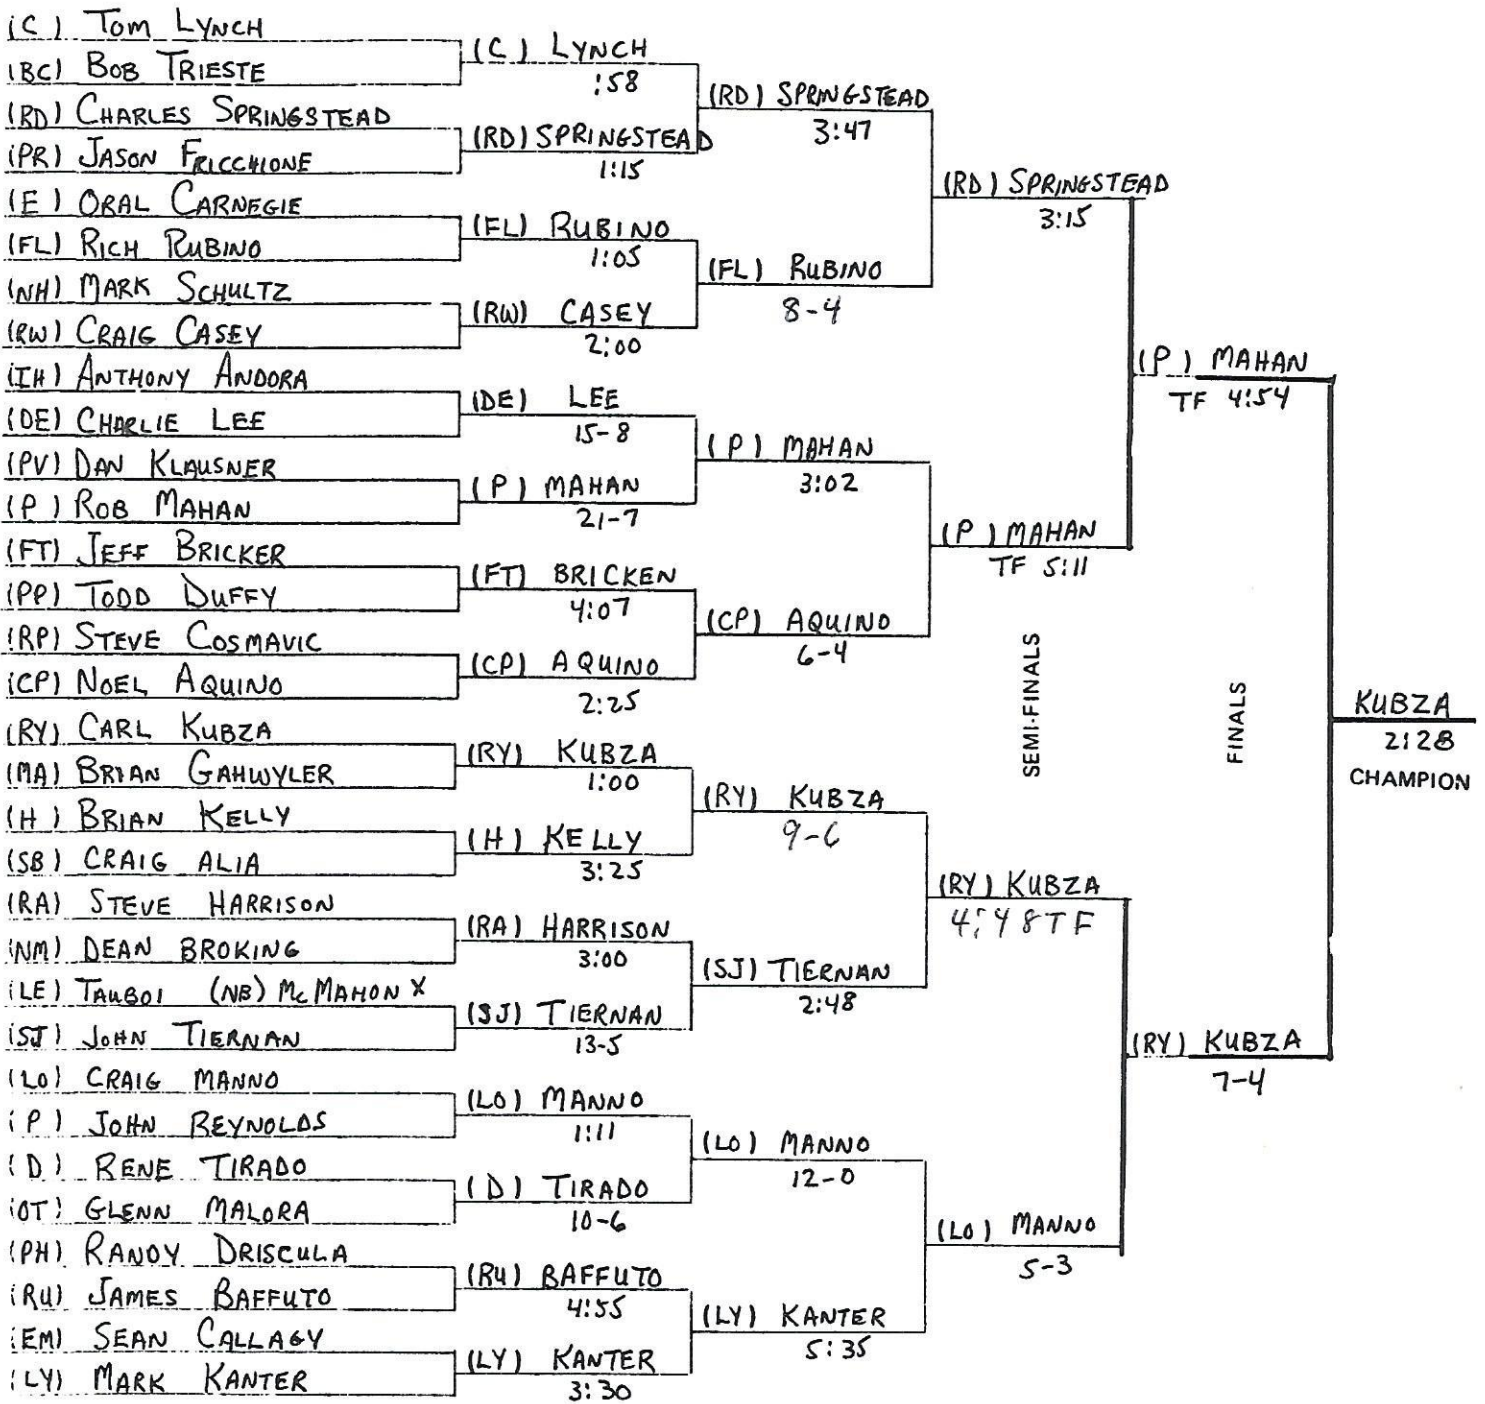 (C) TOM LYNCH
(BC) BOB TRIESTE
(RD) CHARLES SPRINGSTEAD
(PR) JASON FRICCHIONE
(E) ORAL CARNEGIE
(FL) RICH RUBINO
(NH) MARK SCHULTZ
(RW) CRAIG CASEY
(IH) ANTHONY ANDORA
(DE) CHARLIE LEE
(PV) DAN KLAUSNER
(P) ROB MAHAN
(FT) JEFF BRICKER
(PP) TODD DUFFY
(RP) STEVE COSMAVIC
(CP) NOEL AQUINO
(RY) CARL KUBZA
(MA) BRIAN GAHWYLER
(H) BRIAN KELLY
(SB) CRAIG ALIA
(RA) STEVE HARRISON
(NM) DEAN BROKING
(LE) TAUBOI (NB) McMAHON X
(SJ) JOHN TIERNAN
(LO) CRAIG MANNO
(P) JOHN REYNOLDS
(D) RENE TIRADO
(OT) GLENN MALORA
(PH) RANDY DRISCULA
(RU) JAMES BAFFUTO
(EM) SEAN CALLAGY
(LY) MARK KANTER
(C) LYNCH
:58
(RD) SPRINGSTEAD
1:15
(FL) RUBINO
1:05
(RW) CASEY
2:00
(DE) LEE
15-8
(P) MAHAN
21-7
(FT) BRICKEN
4:07
(CP) AQUINO
2:25
(RY) KUBZA
1:00
(H) KELLY
3:25
(RA) HARRISON
3:00
(SJ) TIERNAN
13-5
(LO) MANNO
1:11
(D) TIRADO
10-6
(RU) BAFFUTO
4:55
(LY) KANTER
3:30
(RD) SPRINGSTEAD
3:47
(FL) RUBINO
8-4
(P) MAHAN
3:02
(CP) AQUINO
6-4
(RY) KUBZA
9-6
(SJ) TIERNAN
2:48
(LO) MANNO
12-0
(LY) KANTER
5:35
(RD) SPRINGSTEAD
3:15
(P) MAHAN
TF 5:11
(RY) KUBZA
4:48 TF
(LO) MANNO
5-3
SEMI-FINALS
(P) MAHAN
TF 4:54
(RY) KUBZA
7-4
FINALS
KUBZA
2:28
CHAMPION